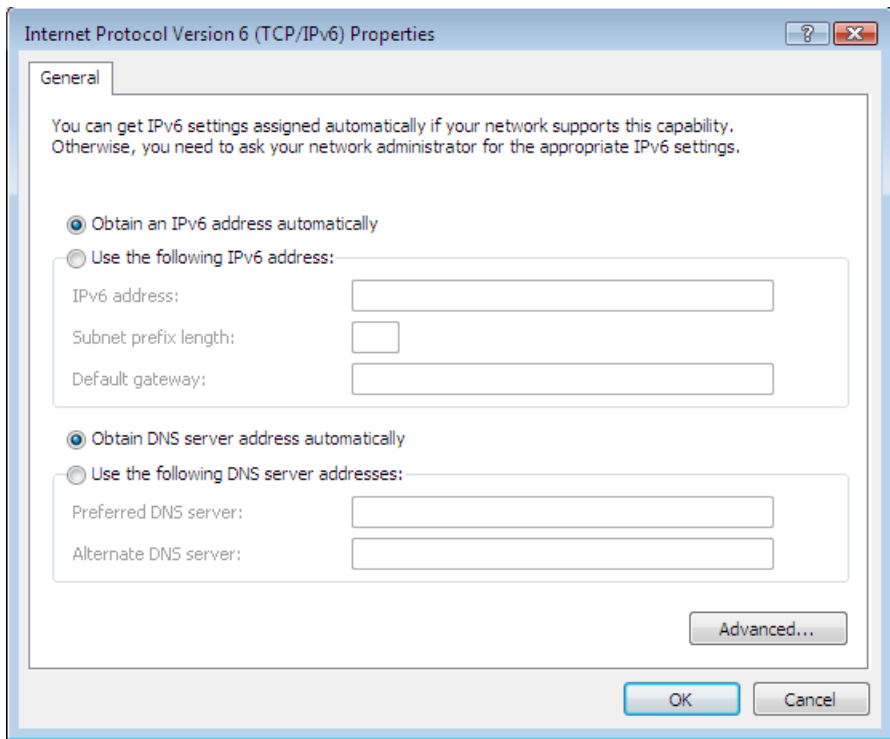 Internet Protocol Version 6 (TCP/IPv6) Properties
?
General
You can get IPv6 settings assigned automatically if your network supports this capability.
Otherwise, you need to ask your network administrator for the appropriate IPv6 settings.
Obtain an IPv6 address automatically
Use the following IPv6 address:
IPv6 address:
Subnet prefix length:
Default gateway:
Obtain DNS server address automatically
Use the following DNS server addresses:
Preferred DNS server:
Alternate DNS server:
Advanced...
OK Cancel